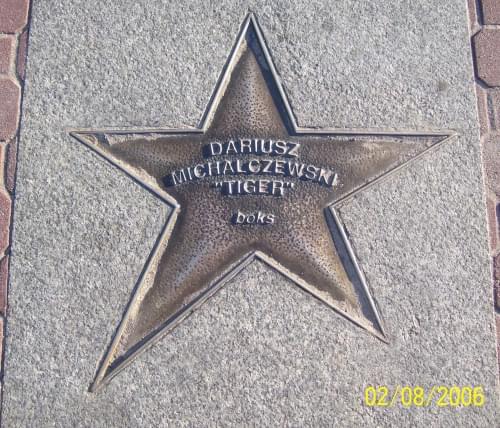 DARIUSZ
MICHALCZEWSKI
"TIGER"
boks
02/08/2006